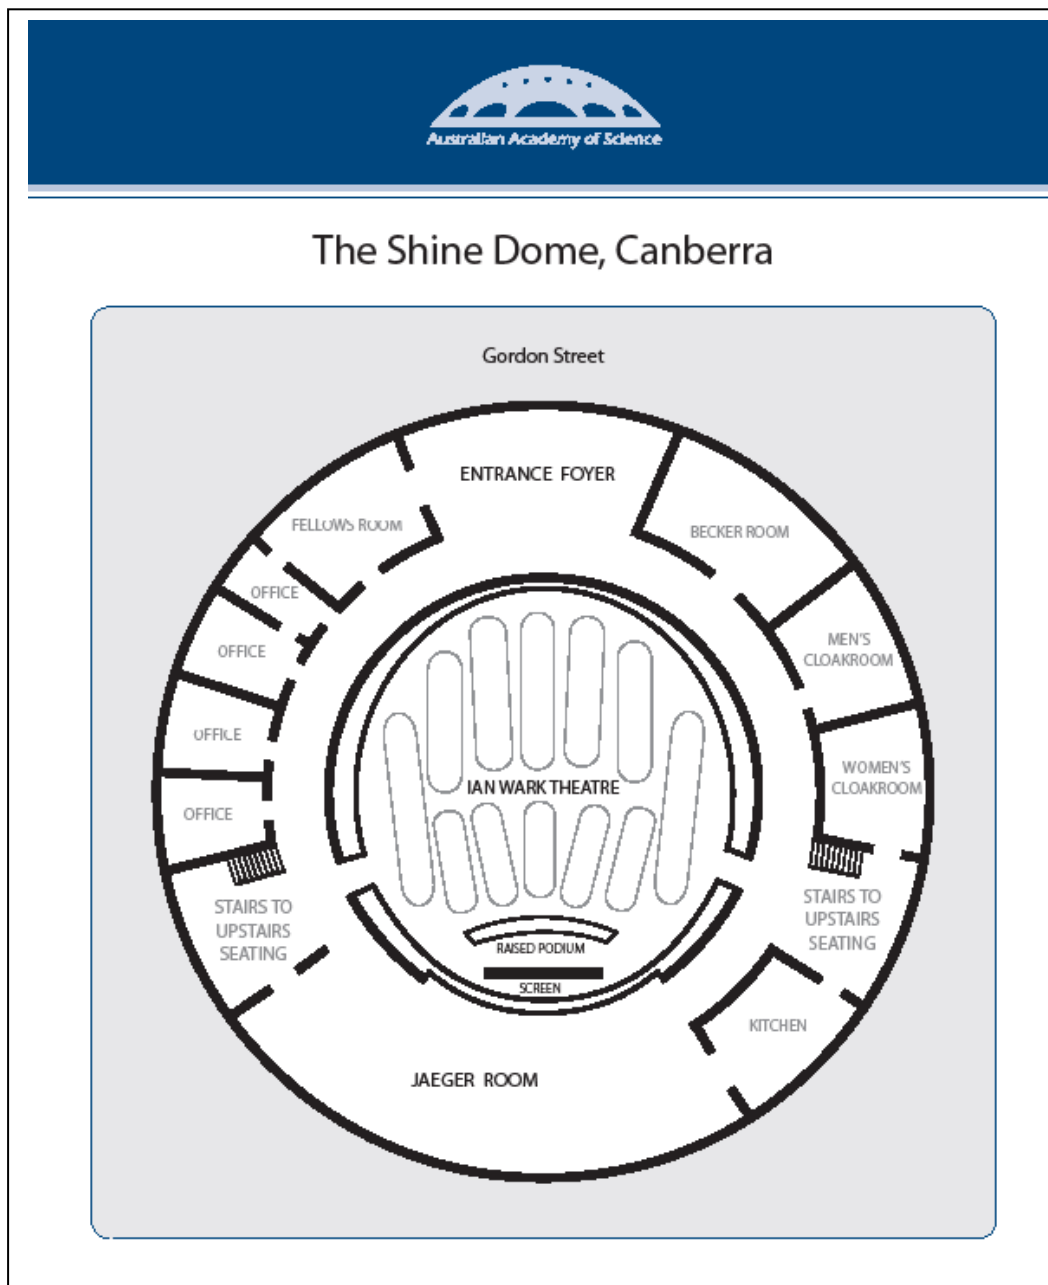 Australian Academy of Science
The Shine Dome, Canberra
Gordon Street
ENTRANCE FOYER
FELLOWS ROOM
BECKER ROOM
OFFICE
OFFICE
MEN'S
CLOAKROOM
OFFICE
WOMEN'S
CLOAKROOM
IAN WARK THEATRE
OFFICE
STAIRS TO
UPSTAIRS
SEATING
STAIRS TO
UPSTAIRS
SEATING
RAISED PODIUM
SCREEN
KITCHEN
JAEGER ROOM